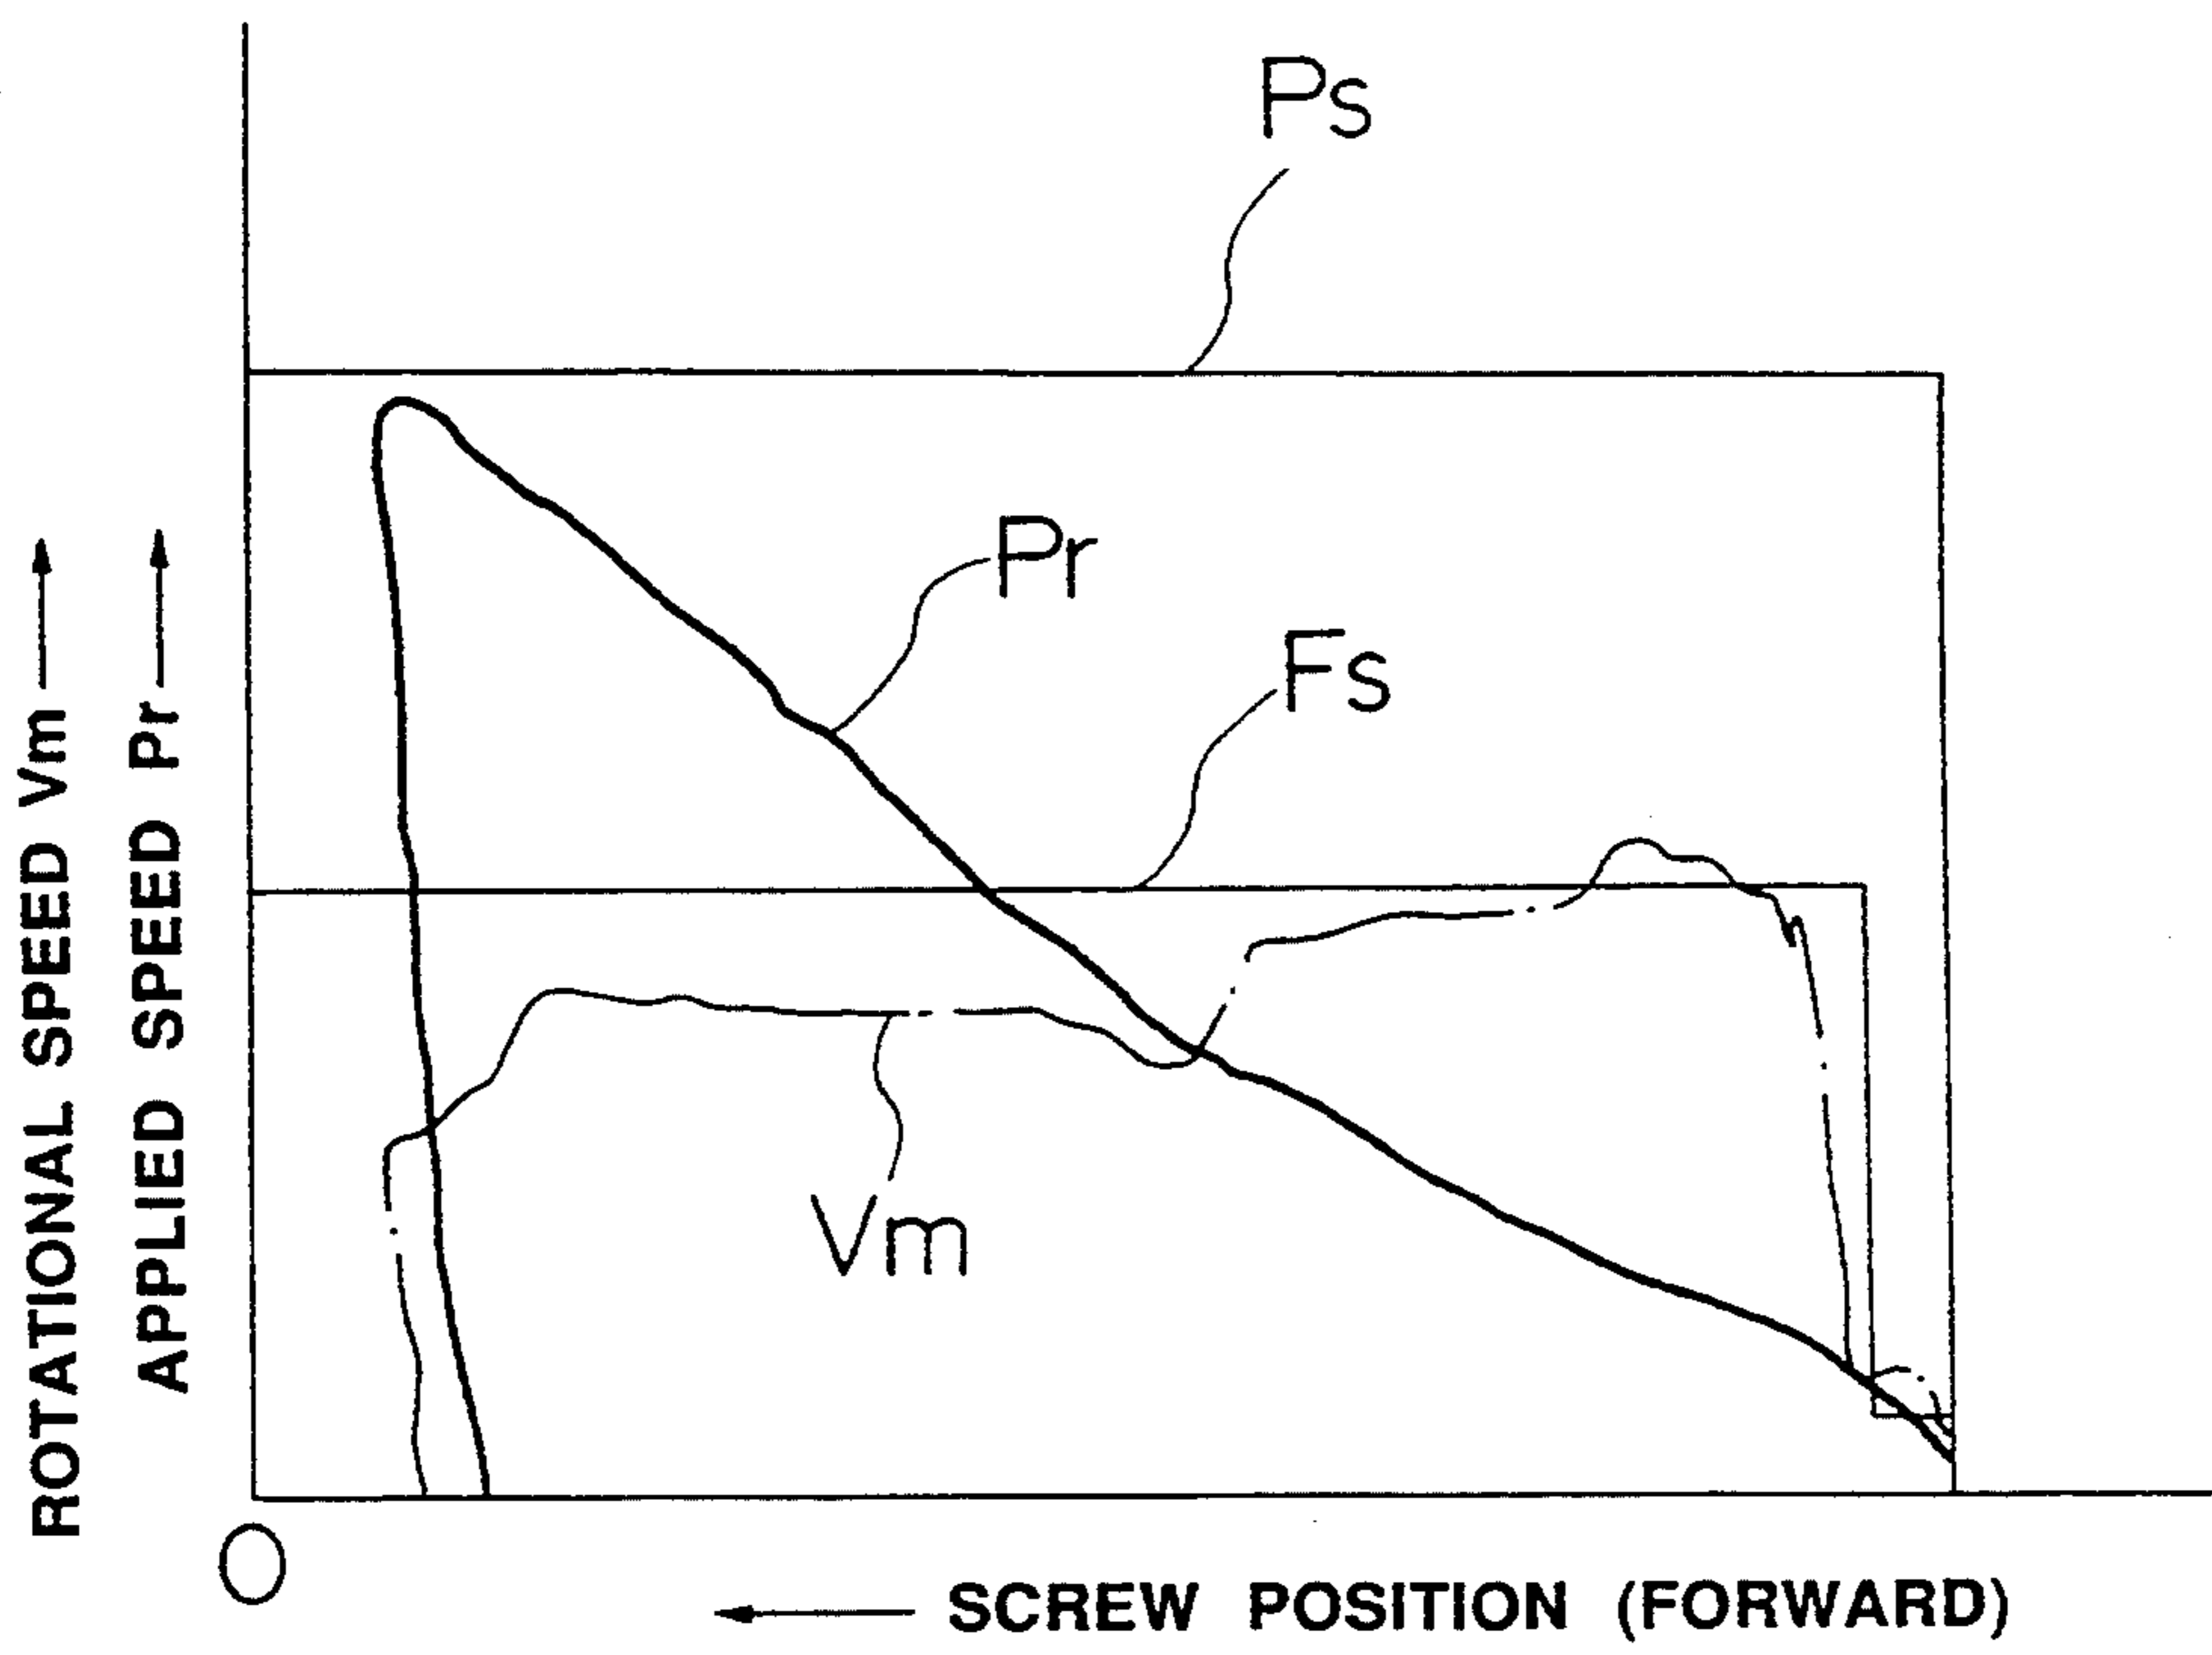 Ps
Pr
Fs
Vm
ROTATIONAL SPEED Vm
APPLIED SPEED Pr
O
SCREW POSITION (FORWARD)